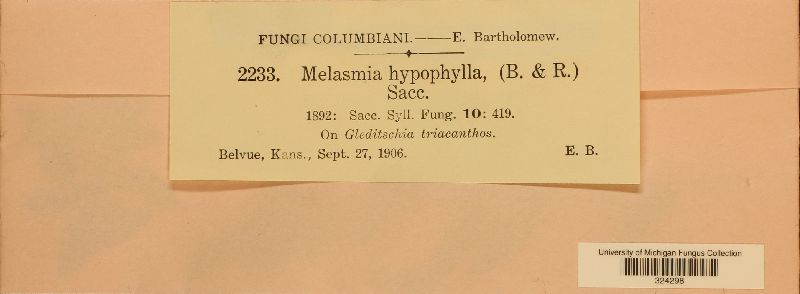 FUNGI COLUMBIANI.——E. Bartholomew.
2233. Melasmia hypophylla, (B. & R.)
Sacc.
1892: Sacc. Syll. Fung. 10: 419.
On Gleditschia triacanthos.
Belvue, Kans., Sept. 27, 1906. E. B.
University of Michigan Fungus Collection
324298